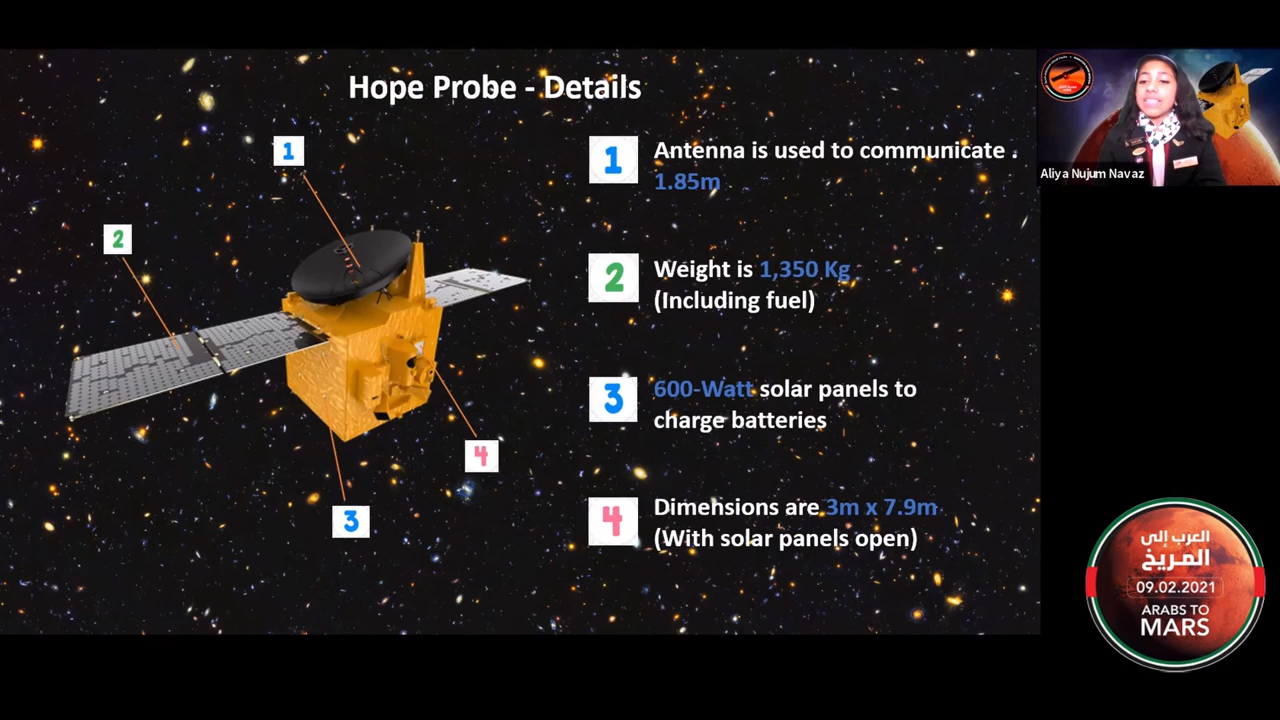 Hope Probe - Details
1
2
3
4
1
Antenna is used to communicate .
1.85m
2
Weight is 1,350 Kg
(Including fuel)
3
600-Watt solar panels to
charge batteries
4
Dimensions are 3m x 7.9m
(With solar panels open)
Aliya Nujum Navaz
العرب إلى
المريخ
09.02.2021
ARABS TO
MARS